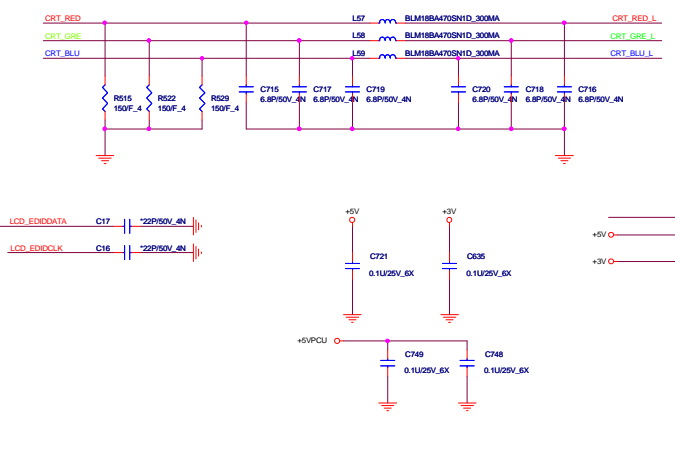 CRT_RED L57 BLM18BA470SN1D_300MA CRT_RED_L
CRT_GRE L58 BLM18BA470SN1D_300MA CRT_GRE_L
CRT_BLU L59 BLM18BA470SN1D_300MA CRT_BLU_L
R515 R522 R529 C715 C717 C719 C720 C718 C716
150/F_4 150/F_4 150/F_4 6.8P/50V_4N 6.8P/50V_4N 6.8P/50V_4N 6.8P/50V_4N 6.8P/50V_4N 6.8P/50V_4N
LCD_EDIDDATA C17 *22P/50V_4N
LCD_EDIDCLK C16 *22P/50V_4N
+5V +3V
C721 C635
0.1U/25V_6X 0.1U/25V_6X
+5V
+3V
+5VPCU
C749 C748
0.1U/25V_6X 0.1U/25V_6X